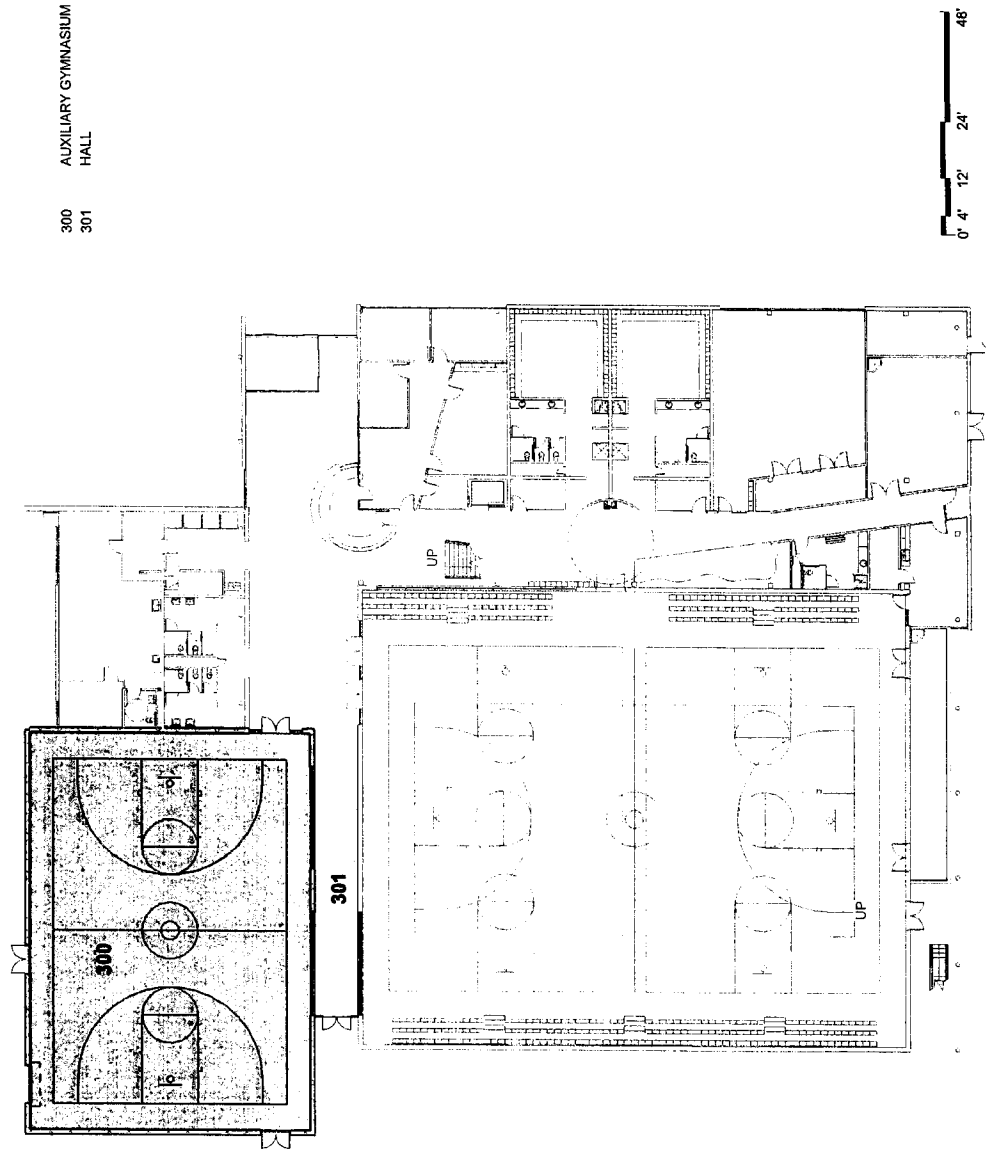 300 AUXILIARY GYMNASIUM
301 HALL
0' 4' 12' 24' 48'
UP
300
301
UP